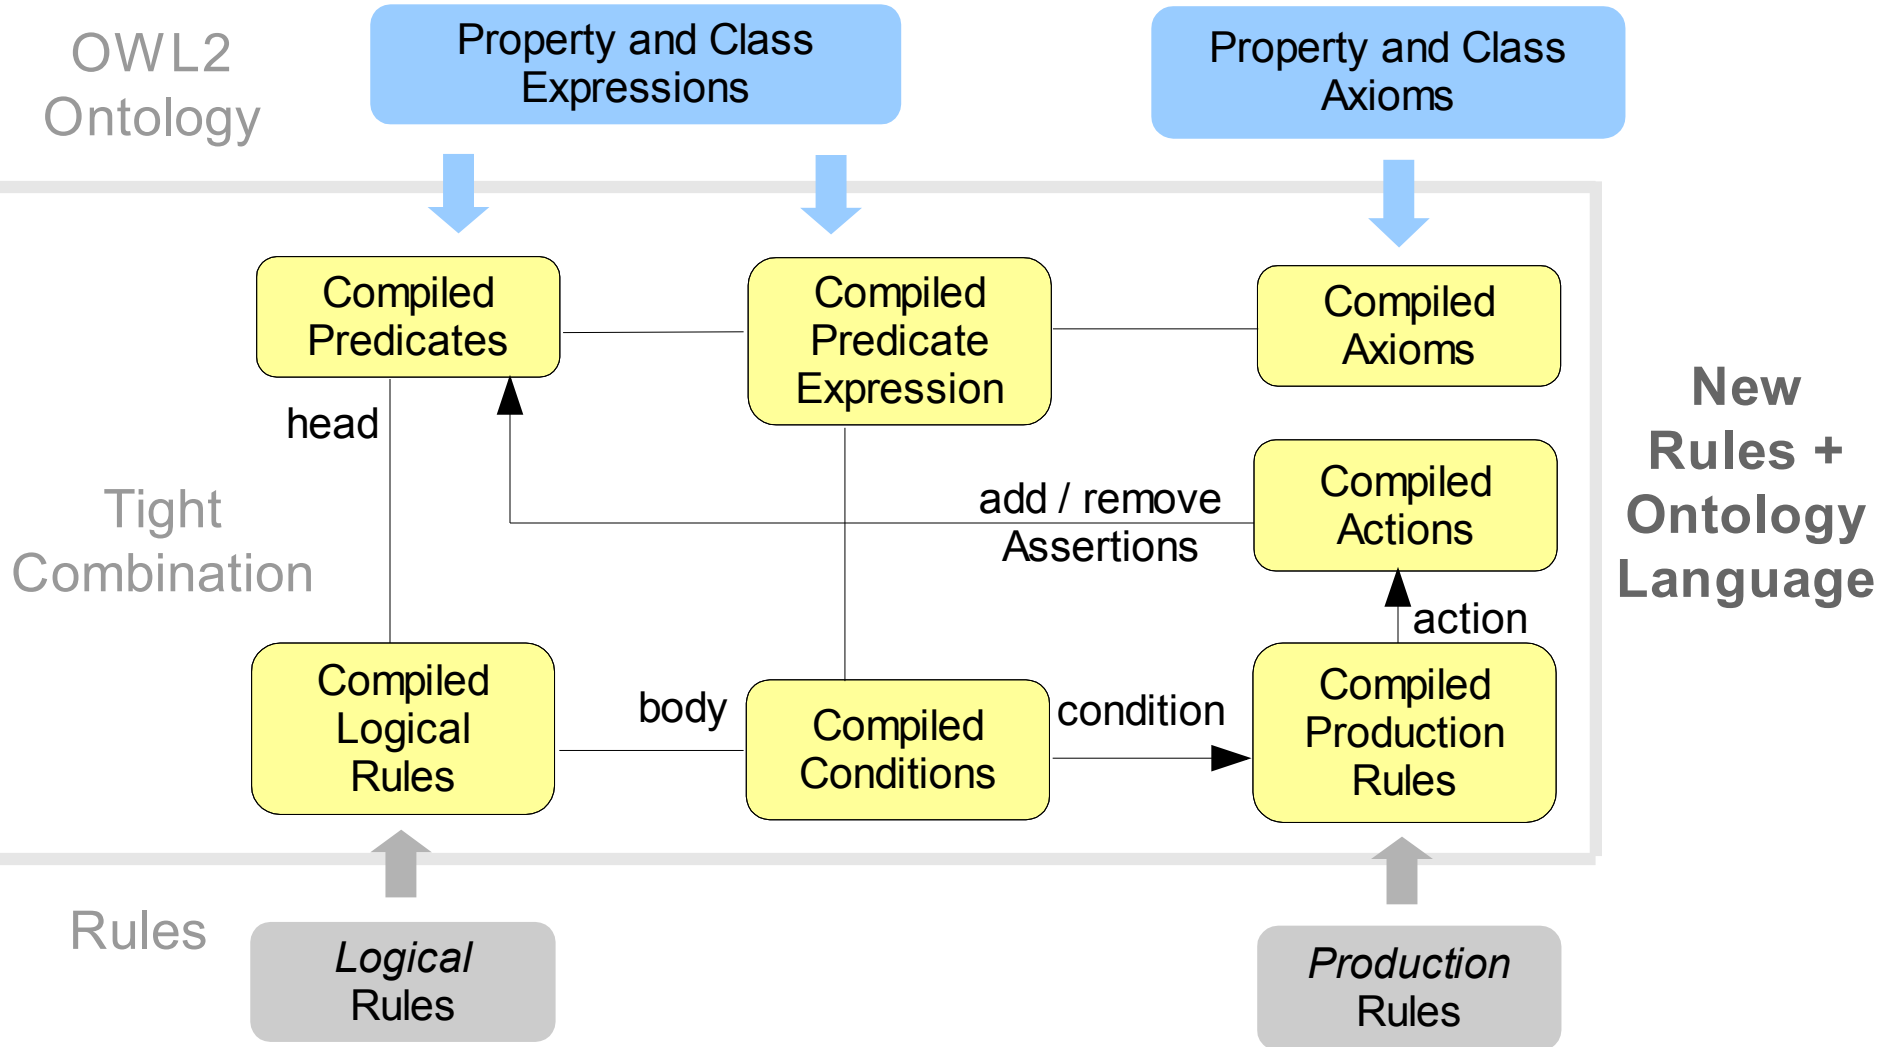 OWL2
Ontology
Property and Class
Expressions
Property and Class
Axioms
Compiled
Predicates
Compiled
Predicate
Expression
Compiled
Axioms
head
New
Rules +
Ontology
Language
Tight
Combination
add / remove
Assertions
Compiled
Actions
action
Compiled
Logical
Rules
body
Compiled
Conditions
condition
Compiled
Production
Rules
Rules
Logical
Rules
Production
Rules